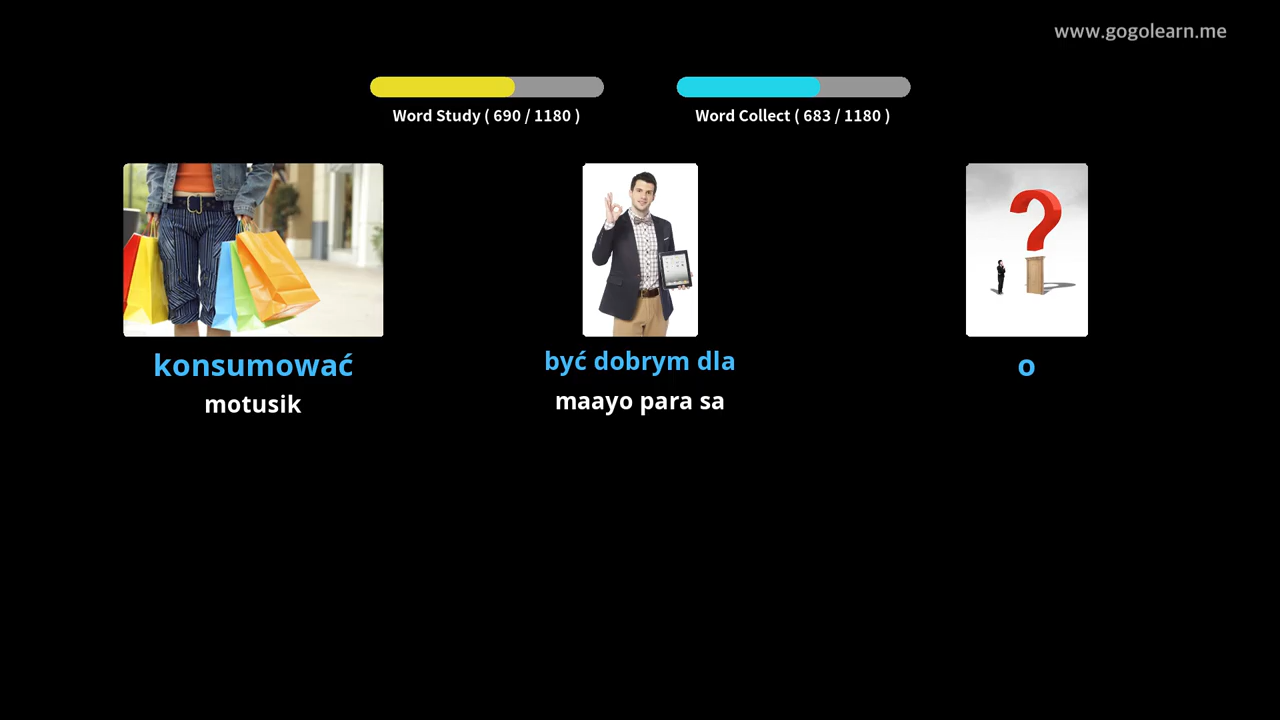 www.gogolearn.me
Word Study ( 690 / 1180 )
Word Collect ( 683 / 1180 )
konsumować
motusik
być dobrym dla
maayo para sa
o